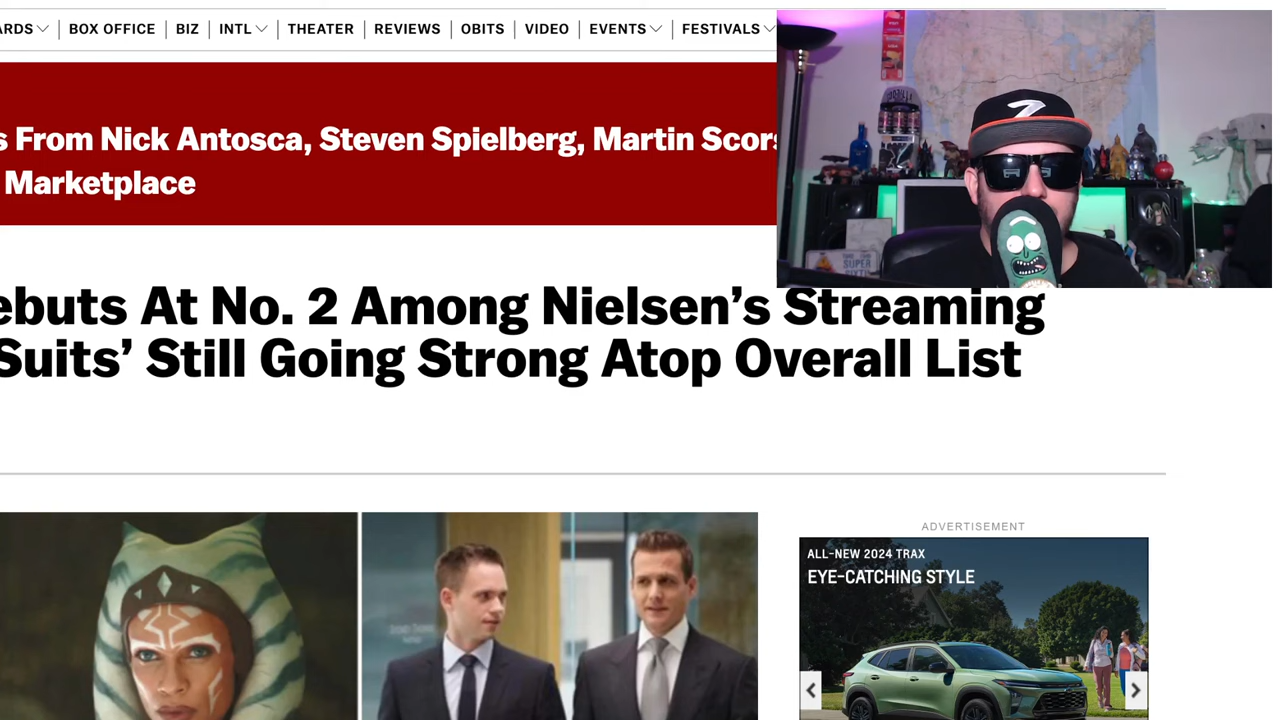 ARDS
BOX OFFICE
BIZ
INTL
THEATER
REVIEWS
OBITS
VIDEO
EVENTS
FESTIVALS
s From Nick Antosca, Steven Spielberg, Martin Scors
Marketplace
ebuts At No. 2 Among Nielsen’s Streaming
Suits’ Still Going Strong Atop Overall List
ADVERTISEMENT
ALL-NEW 2024 TRAX
EYE-CATCHING STYLE
SUPER